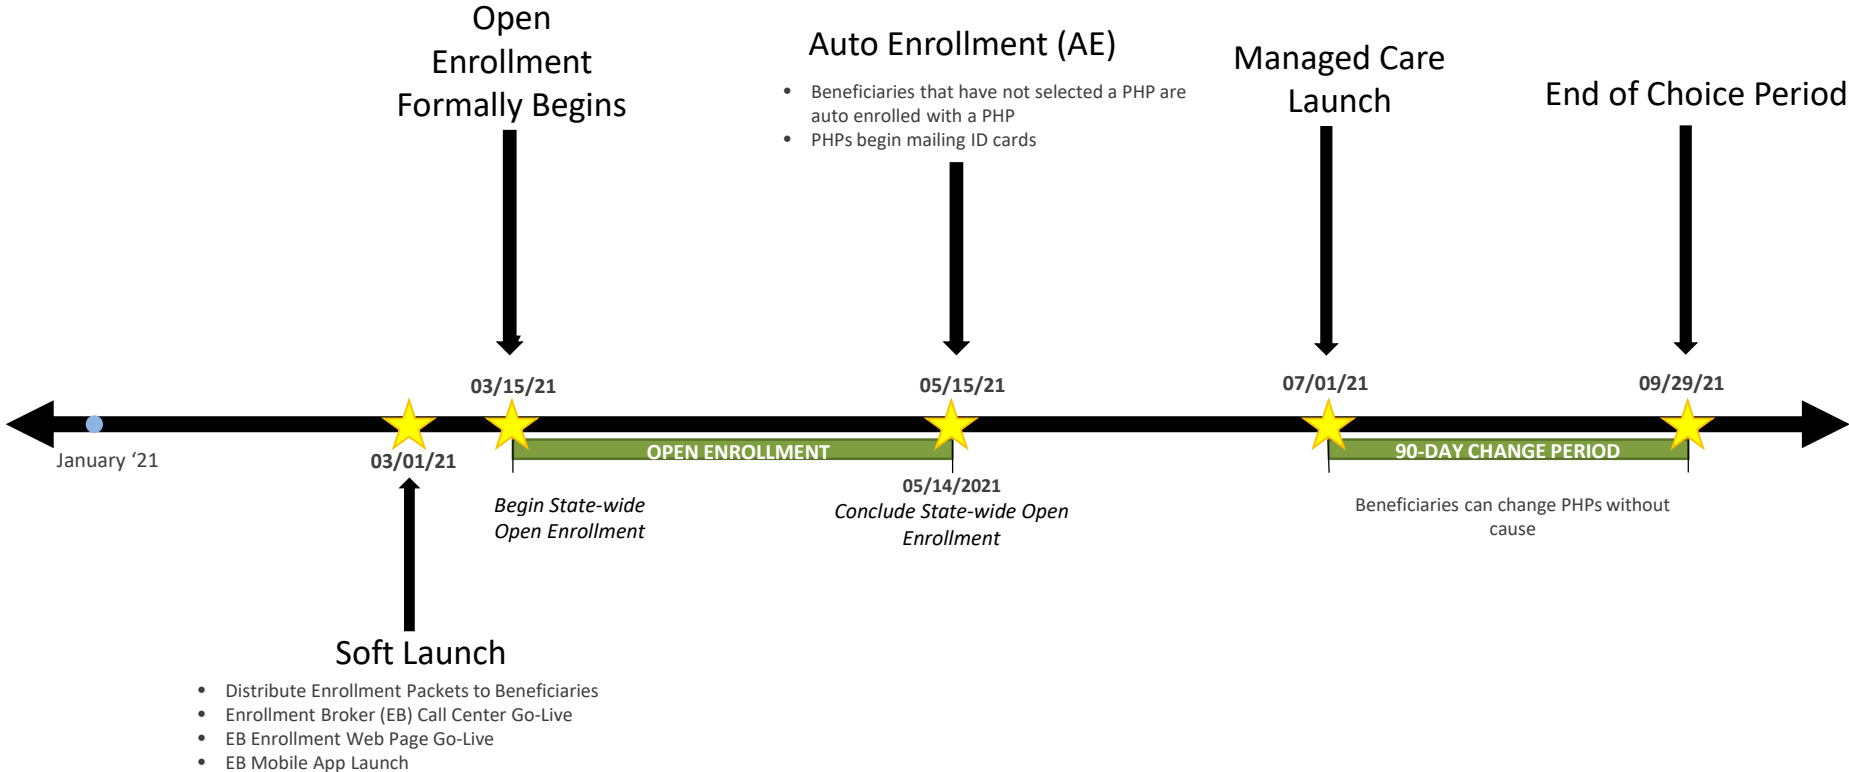 Open
Enrollment
Formally Begins
Auto Enrollment (AE)
• Beneficiaries that have not selected a PHP are
auto enrolled with a PHP
• PHPs begin mailing ID cards
Managed Care
Launch
End of Choice Period
03/15/21
05/15/21
07/01/21
09/29/21
January ‘21
03/01/21
OPEN ENROLLMENT
90-DAY CHANGE PERIOD
Begin State-wide
Open Enrollment
05/14/2021
Conclude State-wide Open
Enrollment
Beneficiaries can change PHPs without
cause
Soft Launch
• Distribute Enrollment Packets to Beneficiaries
• Enrollment Broker (EB) Call Center Go-Live
• EB Enrollment Web Page Go-Live
• EB Mobile App Launch